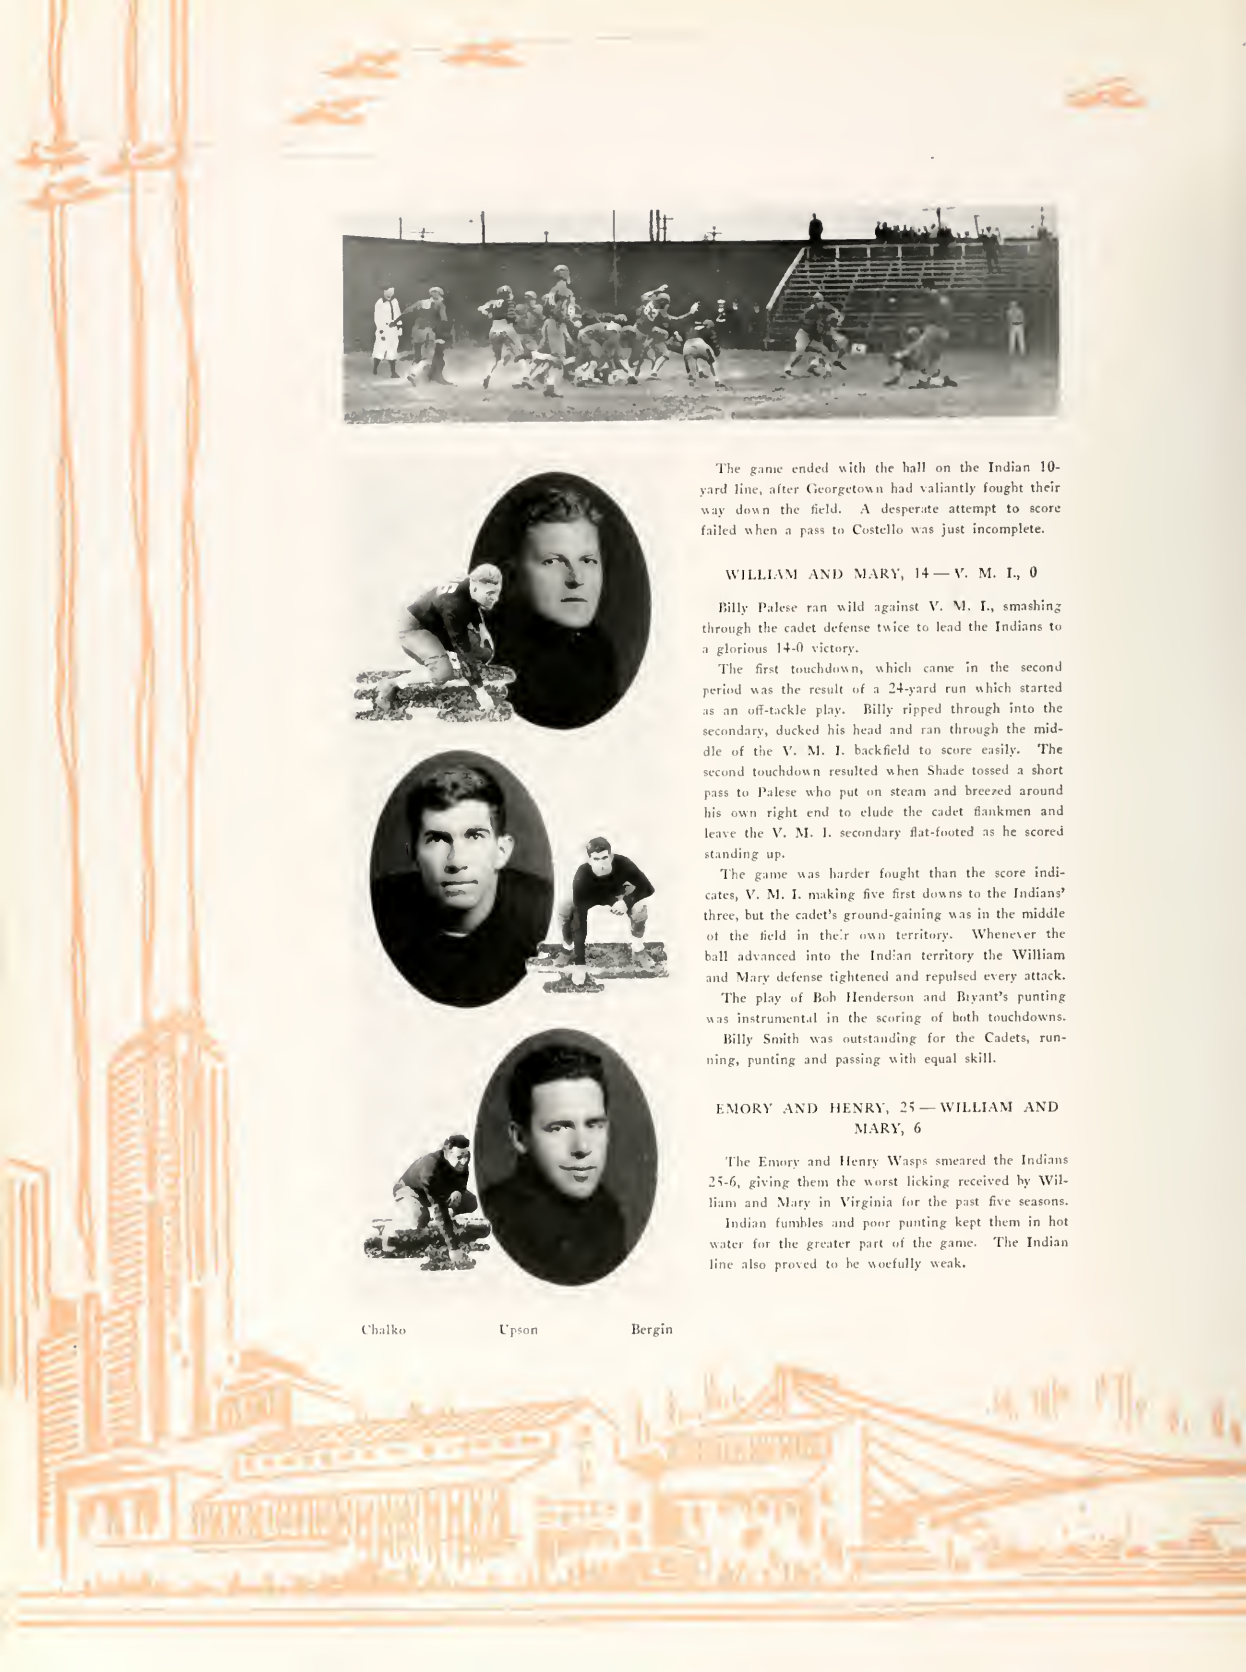 The game ended with the ball on the Indian 10-
yard line, after Georgetown had valiantly fought their
way down the field. A desperate attempt to score
failed when a pass to Costello was just incomplete.
WILLIAM AND MARY, 14 — V. M. I., 0
Billy Palese ran wild against V. M. I., smashing
through the cadet defense twice to lead the Indians to
a glorious 14-0 victory.
The first touchdown, which came in the second
period was the result of a 24-yard run which started
as an off-tackle play. Billy ripped through into the
secondary, ducked his head and ran through the mid-
dle of the V. M. I. backfield to score easily. The
second touchdown resulted when Shade tossed a short
pass to Palese who put on steam and breezed around
his own right end to elude the cadet flankmen and
leave the V. M. I. secondary flat-footed as he scored
standing up.
The game was harder fought than the score indi-
cates, V. M. I. making five first downs to the Indians'
three, but the cadet's ground-gaining was in the middle
of the field in their own territory. Whenever the
ball advanced into the Indian territory the William
and Mary defense tightened and repulsed every attack.
The play of Bob Henderson and Bryant's punting
was instrumental in the scoring of both touchdowns.
Billy Smith was outstanding for the Cadets, run-
ning, punting and passing with equal skill.
EMORY AND HENRY, 25 — WILLIAM AND
MARY, 6
The Emory and Henry Wasps smeared the Indians
25-6, giving them the worst licking received by Wil-
liam and Mary in Virginia for the past five seasons.
Indian fumbles and poor punting kept them in hot
water for the greater part of the game. The Indian
line also proved to be woefully weak.
Chalko Upson Bergin